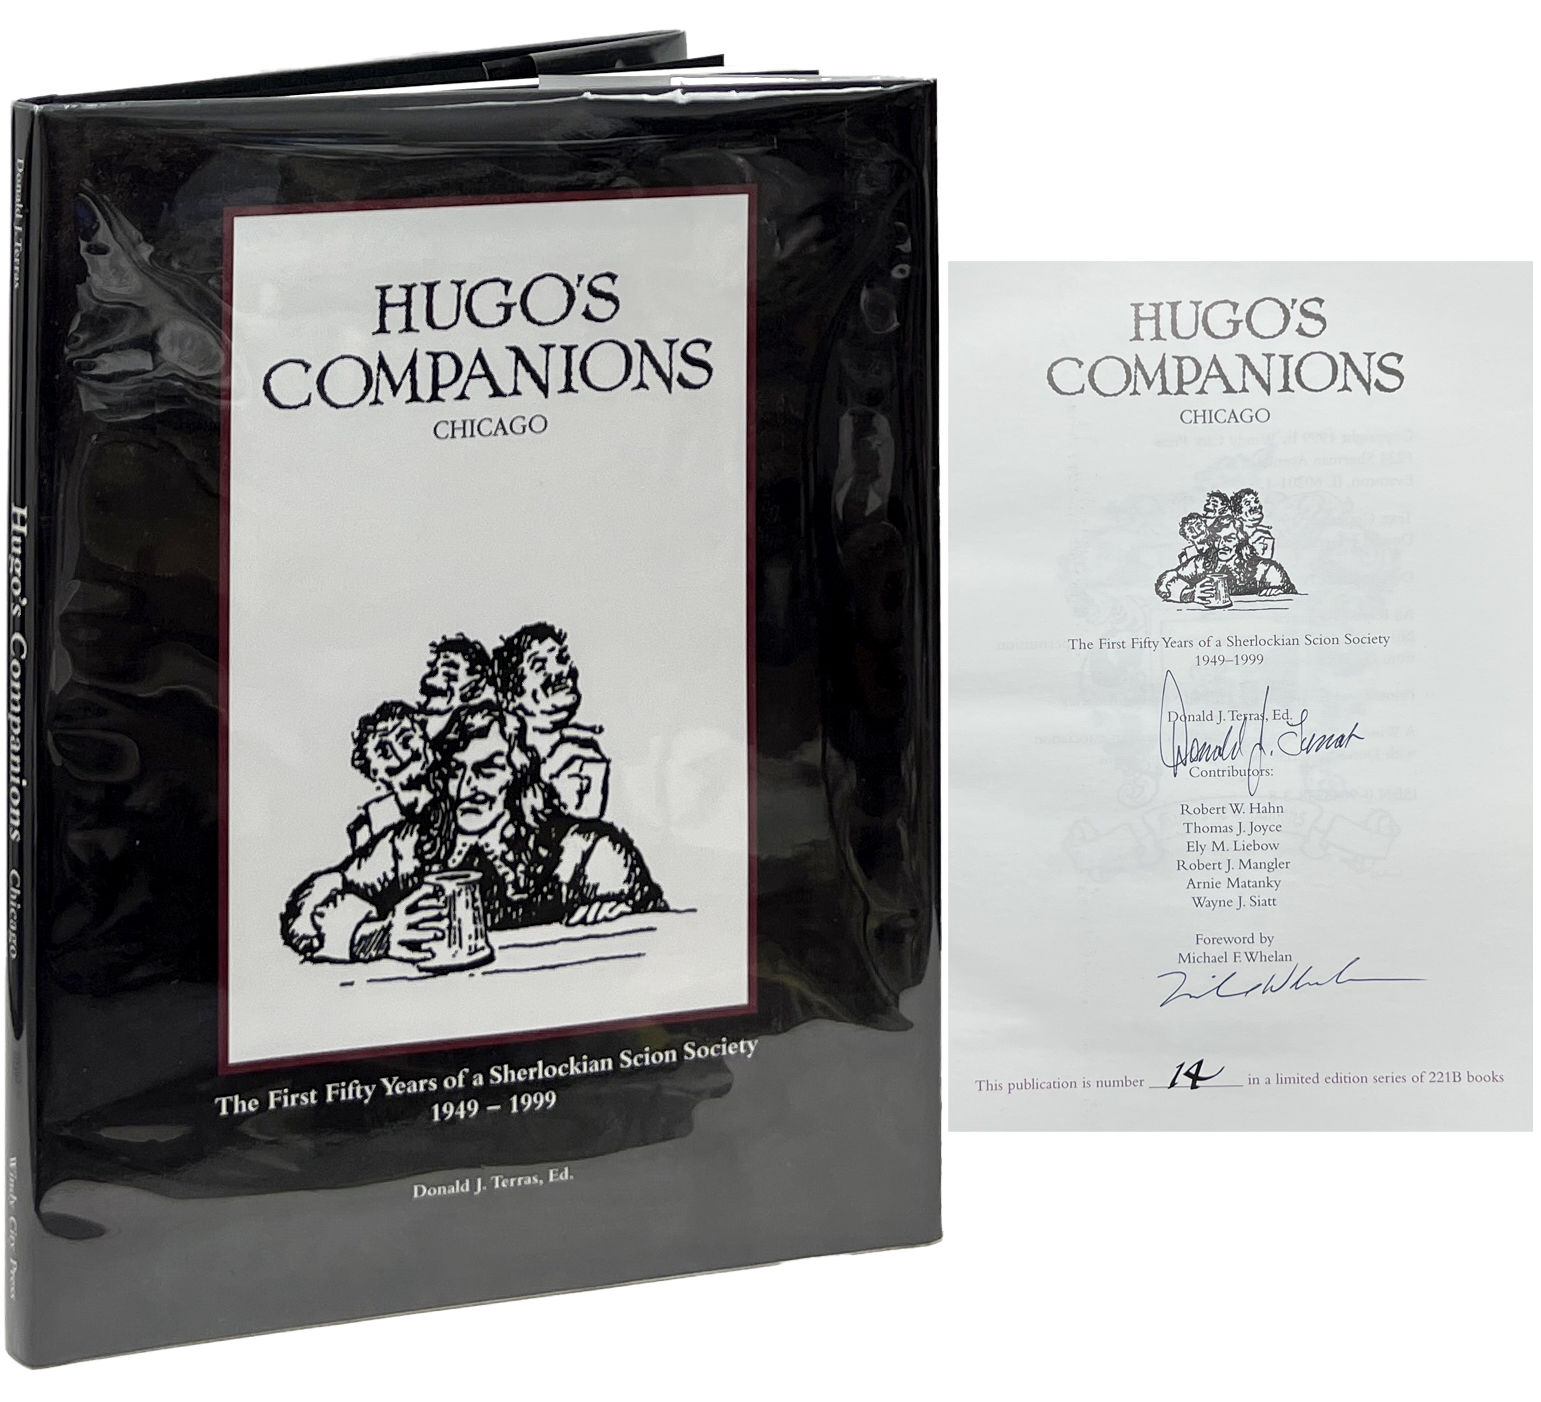 Donald J. Terras
Hugo's Companions Chicago
Windy City Press
HUGO'S
COMPANIONS
CHICAGO
The First Fifty Years of a Sherlockian Scion Society
1949 – 1999
Donald J. Terras, Ed.
HUGO'S
COMPANIONS
CHICAGO
The First Fifty Years of a Sherlockian Scion Society
1949–1999
Donald J. Terras, Ed.
Donald J. Terras
Contributors:
Robert W. Hahn
Thomas J. Joyce
Ely M. Liebow
Robert J. Mangler
Arnie Matanky
Wayne J. Siatt
Foreword by
Michael F. Whelan
This publication is number 14 in a limited edition series of 221B books